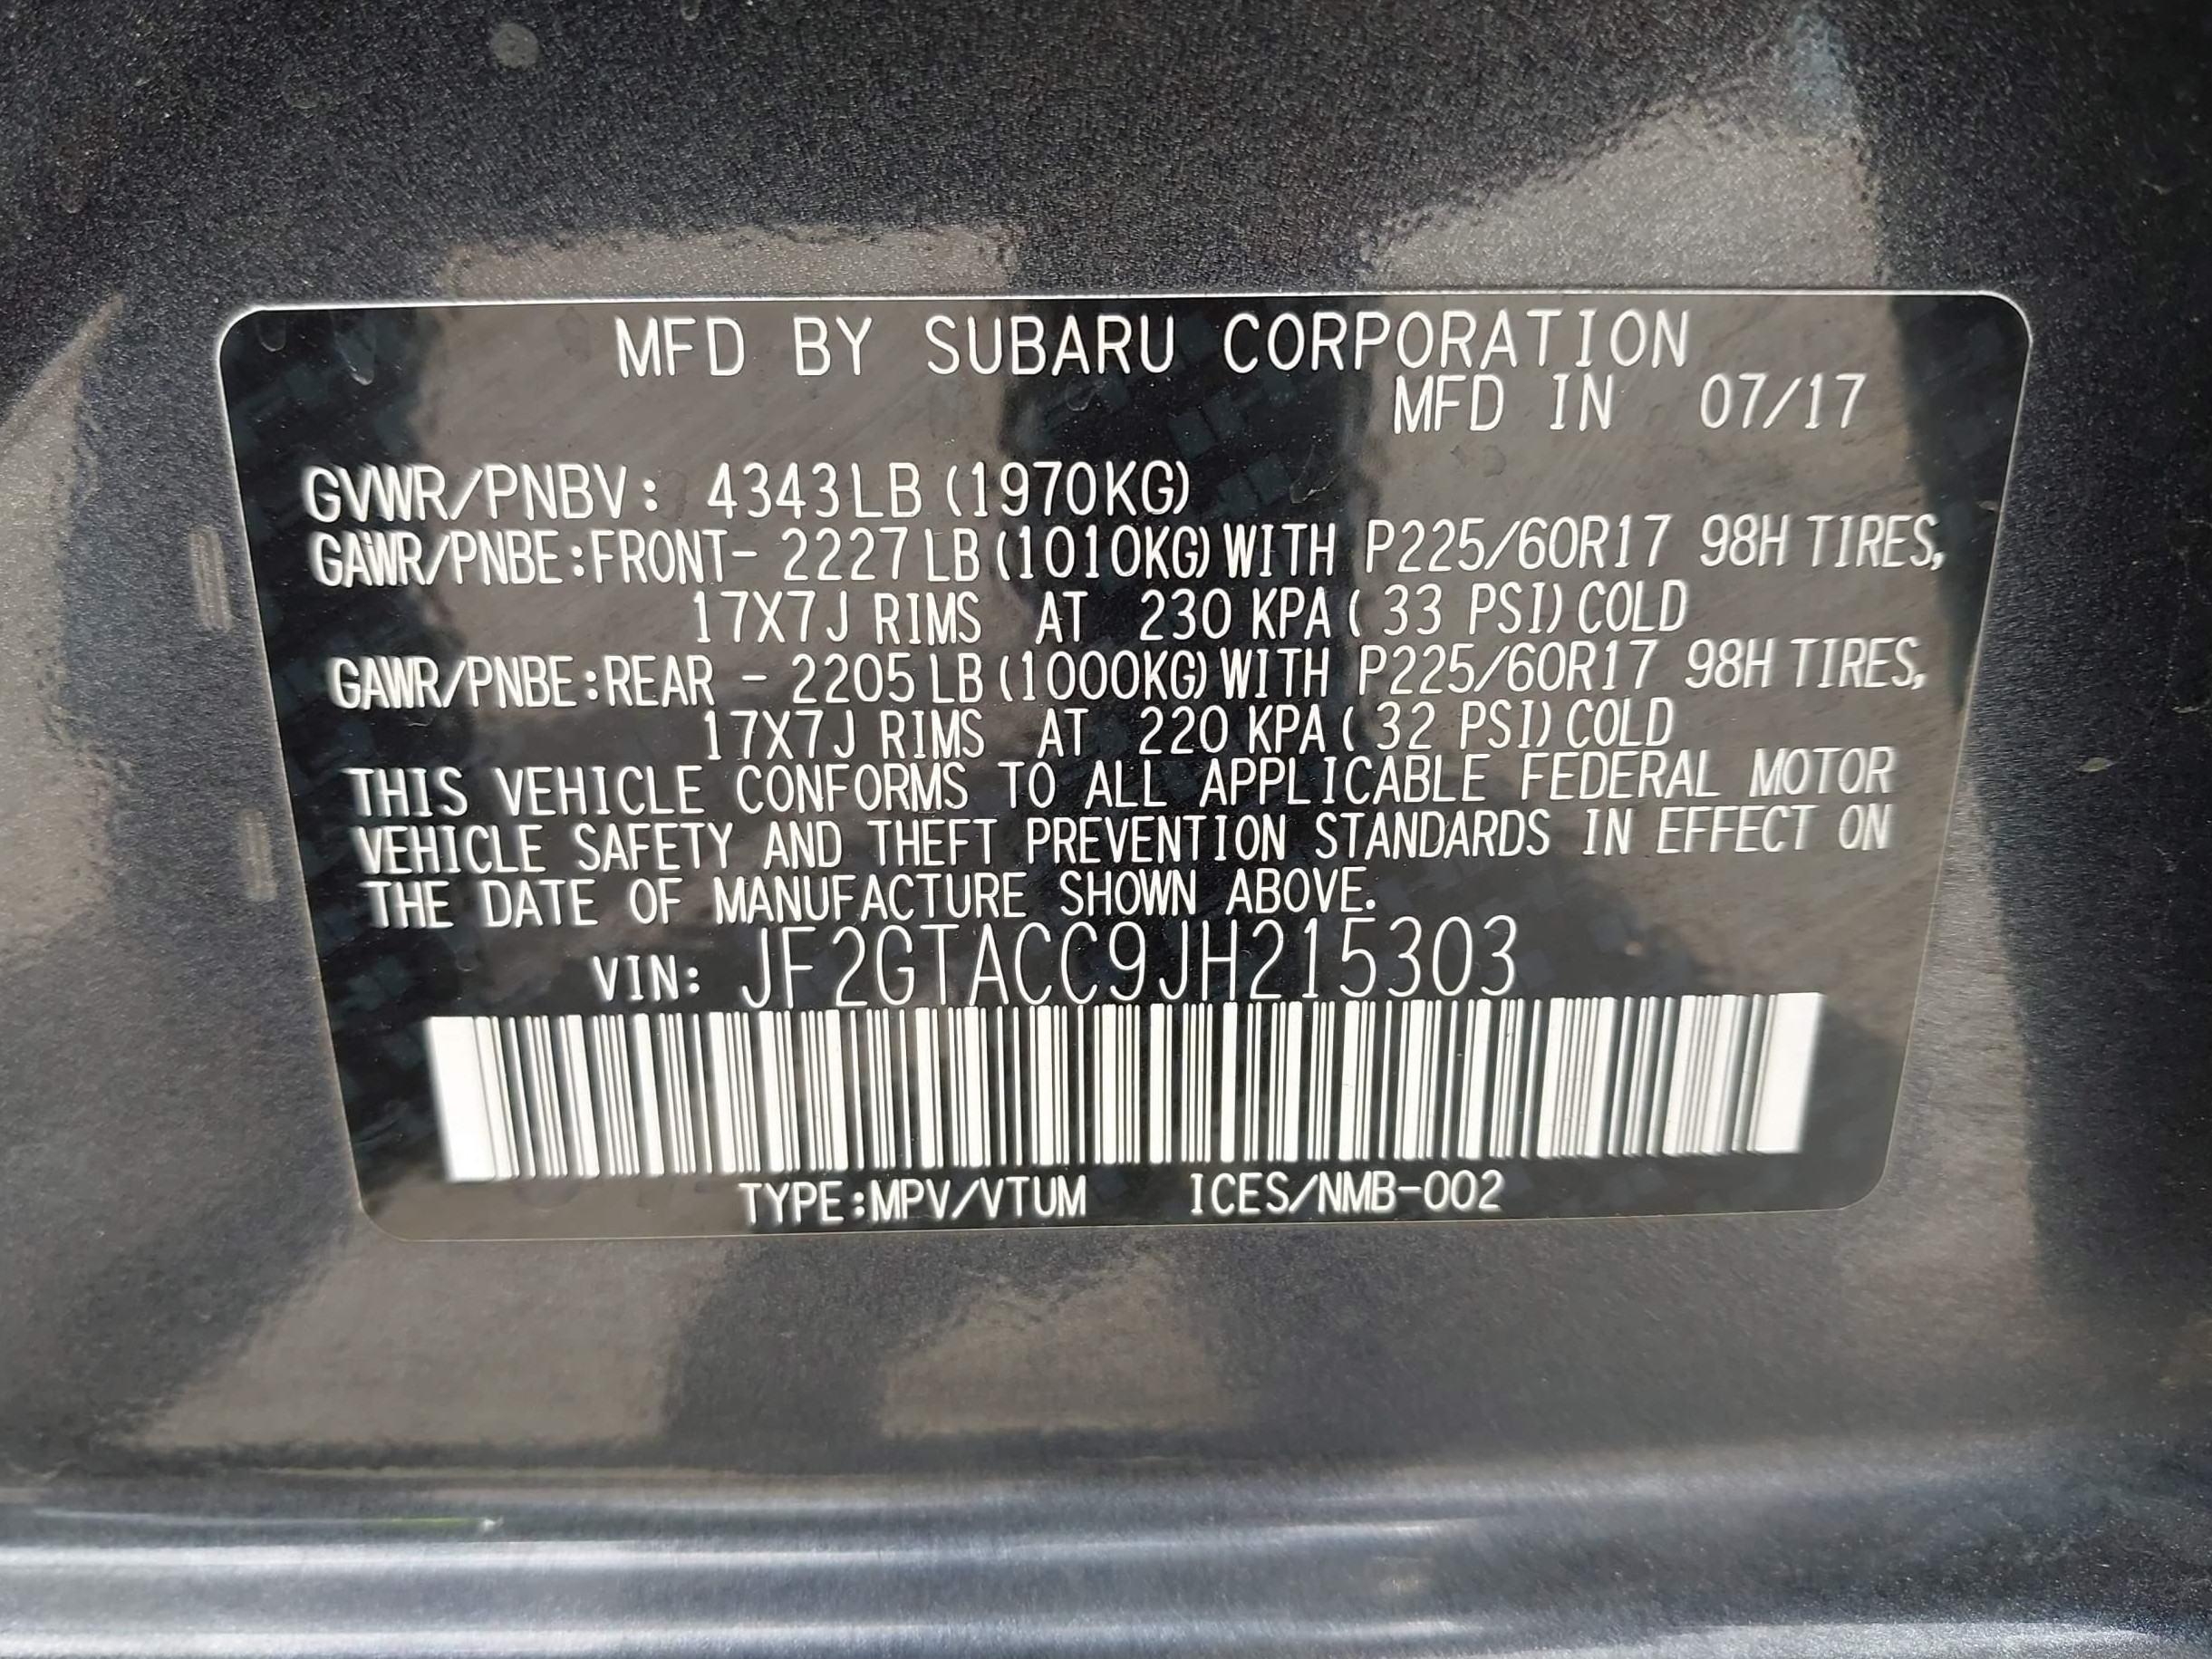 MFD BY SUBARU CORPORATION
MFD IN 07/17
GVWR/PNBV: 4343LB (1970KG)
GAWR/PNBE:FRONT- 2227 LB (1010KG) WITH P225/60R17 98H TIRES,
17X7J RIMS AT 230 KPA ( 33 PSI) COLD
GAWR/PNBE:REAR - 2205 LB (1000KG) WITH P225/60R17 98H TIRES,
17X7J RIMS AT 220 KPA ( 32 PSI) COLD
THIS VEHICLE CONFORMS TO ALL APPLICABLE FEDERAL MOTOR
VEHICLE SAFETY AND THEFT PREVENTION STANDARDS IN EFFECT ON
THE DATE OF MANUFACTURE SHOWN ABOVE.
VIN: JF2GTACC9JH215303
TYPE:MPV/VTUM ICES/NMB-002